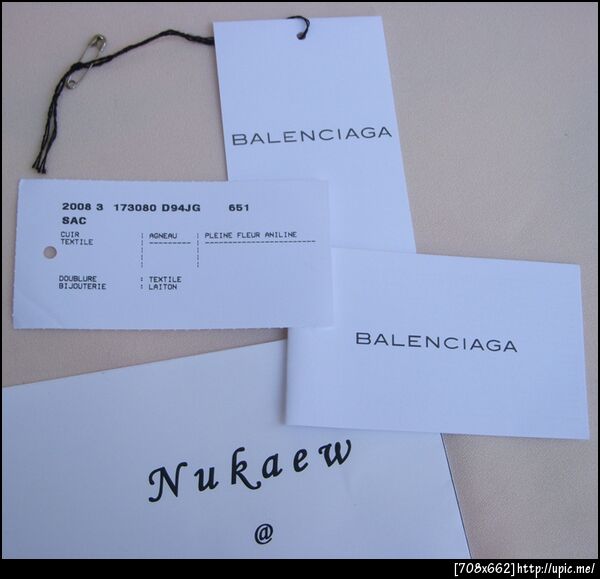 BALENCIAGA
2008 3 173080 D94JG 651
SAC
CUIR : AGNEAU : PLEINE FLEUR ANILINE
TEXTILE
DOUBLURE : TEXTILE
BIJOUTERIE : LAITON
BALENCIAGA
Nukaew
@
[708x662]http://upic.me/